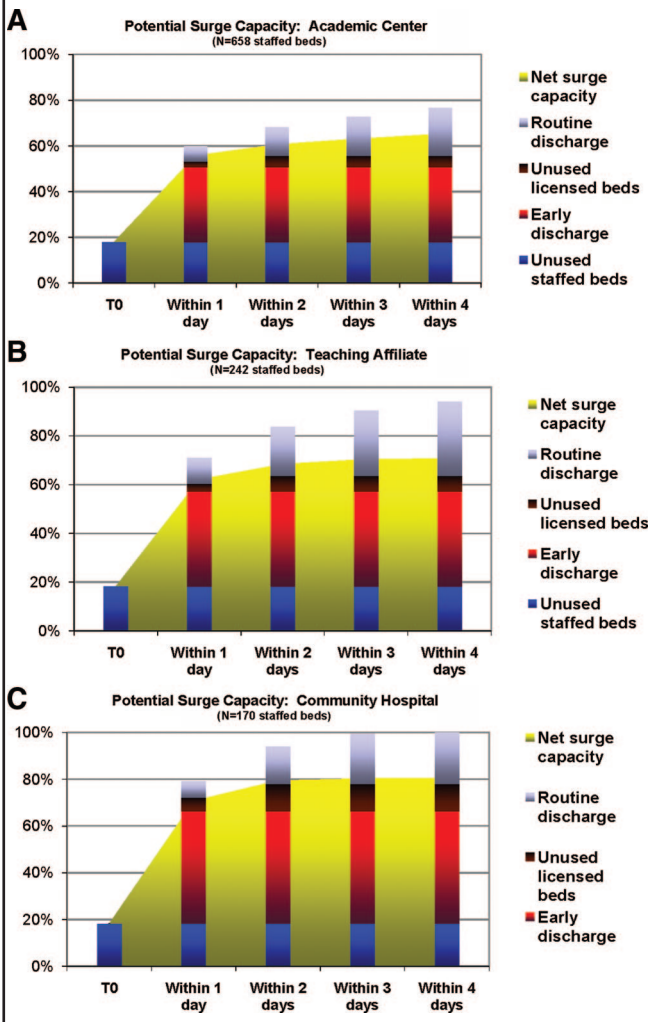 A
Potential Surge Capacity: Academic Center
(N=658 staffed beds)
100%
80%
60%
40%
20%
0%
T0
Within 1
day
Within 2
days
Within 3
days
Within 4
days
Net surge
capacity
Routine
discharge
Unused
licensed beds
Early
discharge
Unused
staffed beds
B
Potential Surge Capacity: Teaching Affiliate
(N=242 staffed beds)
100%
80%
60%
40%
20%
0%
T0
Within 1
day
Within 2
days
Within 3
days
Within 4
days
Net surge
capacity
Routine
discharge
Unused
licensed beds
Early
discharge
Unused
staffed beds
C
Potential Surge Capacity: Community Hospital
(N=170 staffed beds)
100%
80%
60%
40%
20%
0%
T0
Within 1
day
Within 2
days
Within 3
days
Within 4
days
Net surge
capacity
Routine
discharge
Unused
licensed
beds
Early
discharge